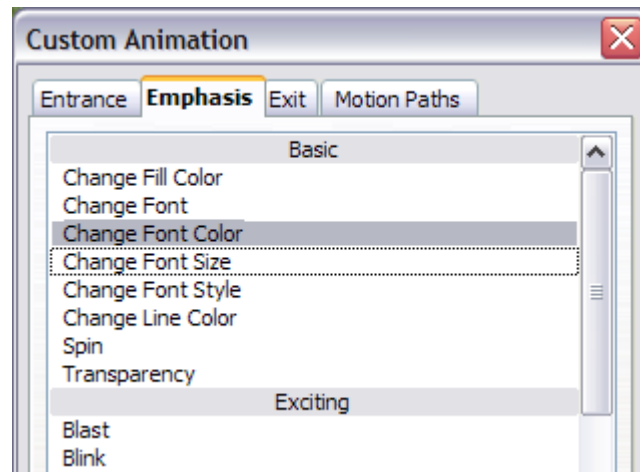 Custom Animation
Entrance Emphasis Exit Motion Paths
Basic
Change Fill Color
Change Font
Change Font Color
Change Font Size
Change Font Style
Change Line Color
Spin
Transparency
Exciting
Blast
Blink